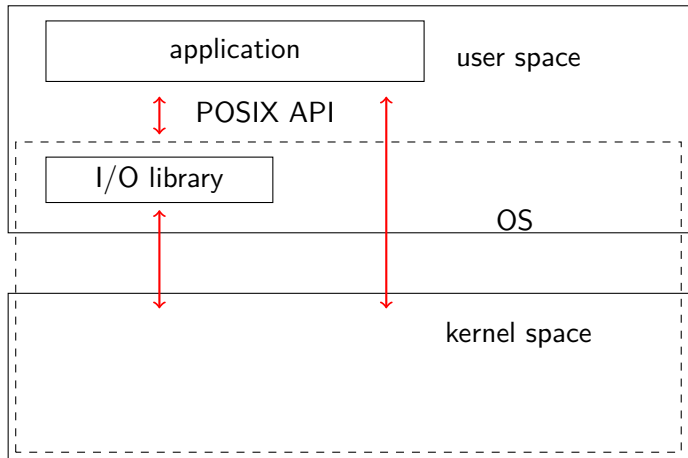 application
user space
POSIX API
I/O library
OS
kernel space